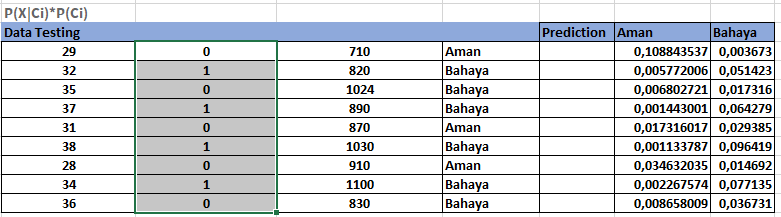 P(X|Ci)*P(Ci)
Data Testing Prediction Aman Bahaya
29 0 710 Aman 0,108843537 0,003673
32 1 820 Bahaya 0,005772006 0,051423
35 0 1024 Bahaya 0,006802721 0,017316
37 1 890 Bahaya 0,001443001 0,064279
31 0 870 Aman 0,017316017 0,029385
38 1 1030 Bahaya 0,001133787 0,096419
28 0 910 Aman 0,034632035 0,014692
34 1 1100 Bahaya 0,002267574 0,077135
36 0 830 Bahaya 0,008658009 0,036731